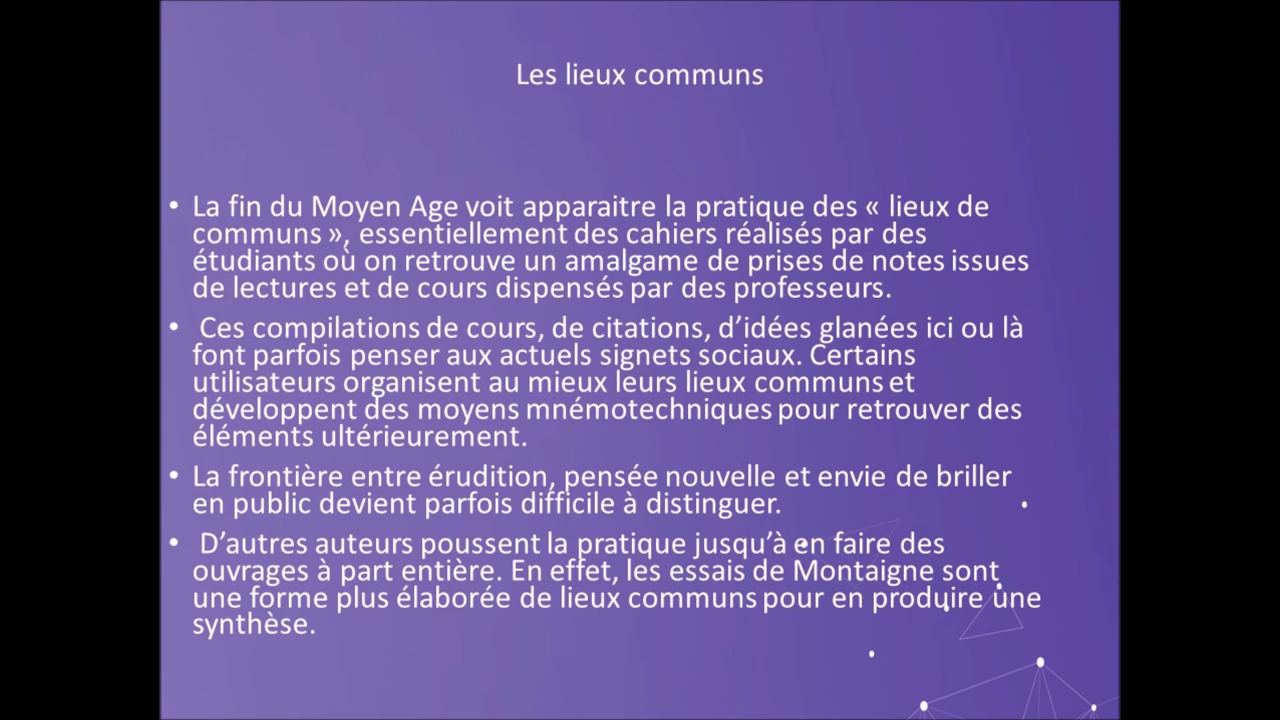 Les lieux communs
• La fin du Moyen Age voit apparaitre la pratique des « lieux de
communs », essentiellement des cahiers réalisés par des
étudiants où on retrouve un amalgame de prises de notes issues
de lectures et de cours dispensés par des professeurs.
• Ces compilations de cours, de citations, d’idées glanées ici ou là
font parfois penser aux actuels signets sociaux. Certains
utilisateurs organisent au mieux leurs lieux communs et
développent des moyens mnémotechniques pour retrouver des
éléments ultérieurement.
• La frontière entre érudition, pensée nouvelle et envie de briller
en public devient parfois difficile à distinguer.
• D’autres auteurs poussent la pratique jusqu’à en faire des
ouvrages à part entière. En effet, les essais de Montaigne sont
une forme plus élaborée de lieux communs pour en produire une
synthèse.